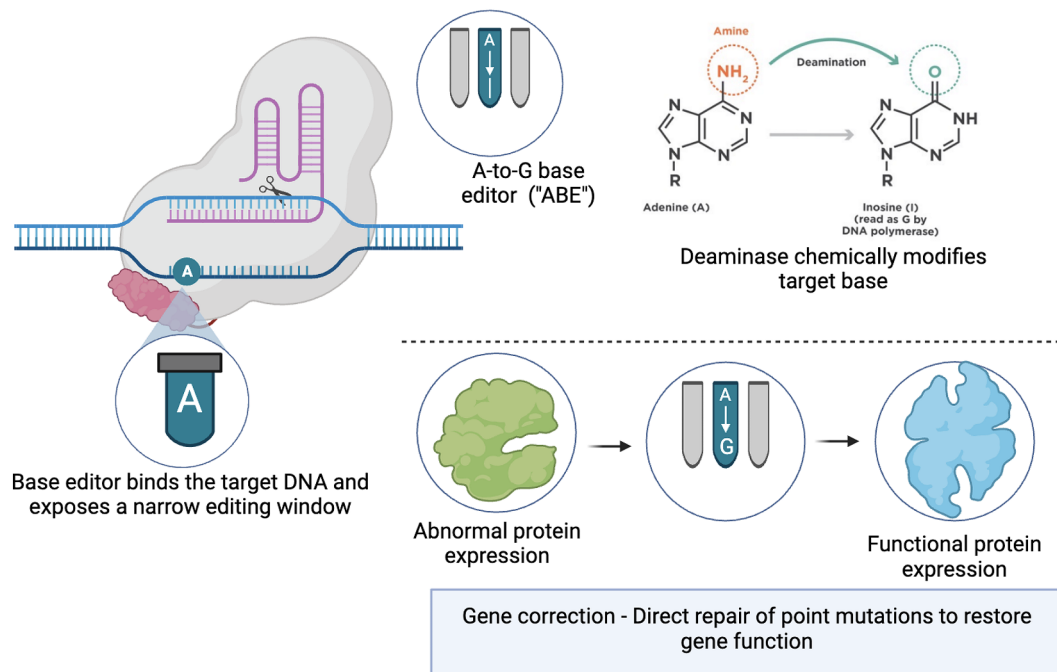 A
I
A-to-G base
editor ("ABE")
Amine
NH2
Deamination
O
N
N
N
N
R
Adenine (A)
N
NH
N
N
R
Inosine (I)
(read as G by
DNA polymerase)
Deaminase chemically modifies
target base
A
A
Base editor binds the target DNA and
exposes a narrow editing window
Abnormal protein
expression
A
G
Functional protein
expression
Gene correction - Direct repair of point mutations to restore
gene function